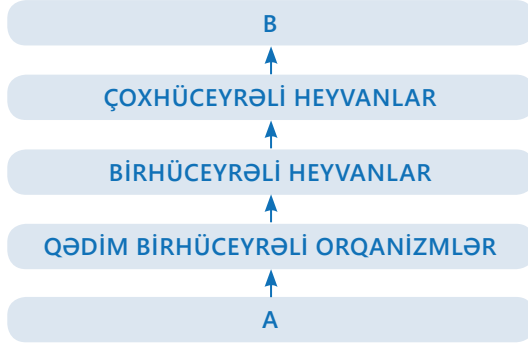 B
ÇOXHÜCEYRƏLİ HEYVANLAR
BİRHÜCEYRƏLİ HEYVANLAR
QƏDİM BİRHÜCEYRƏLİ ORQANİZMLƏR
A